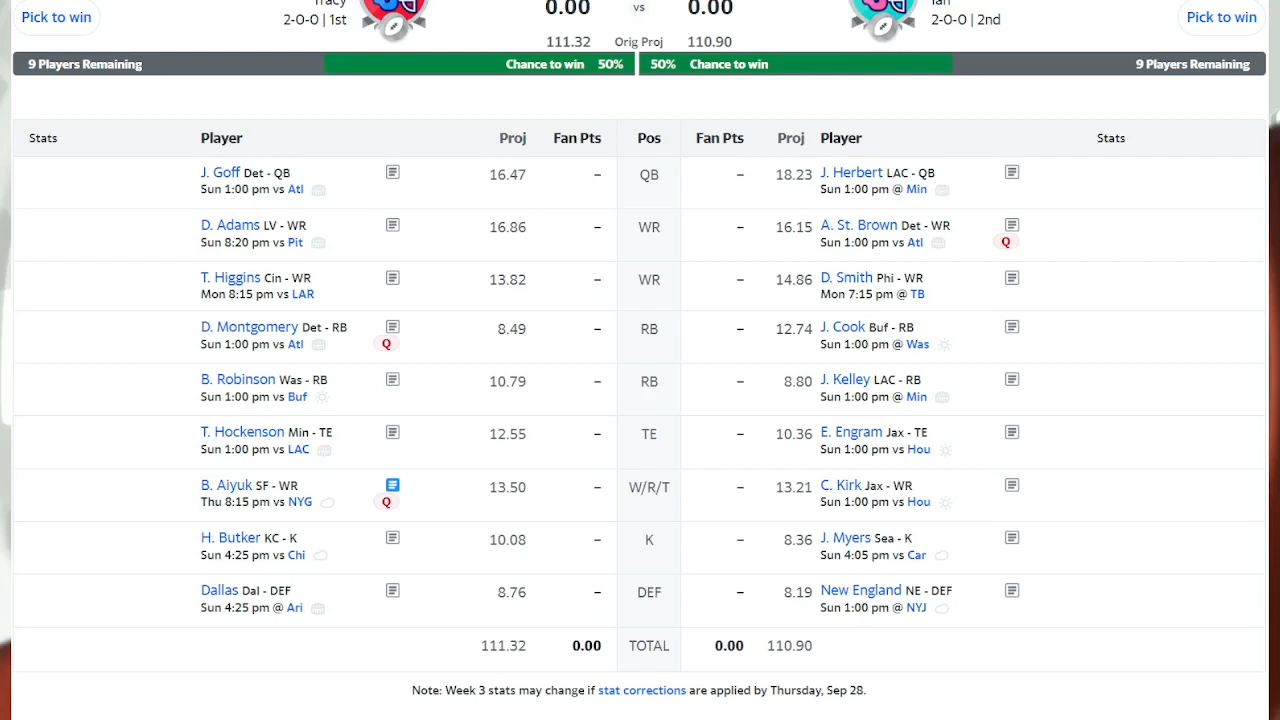 Tracy
Ian
Pick to win
2-0-0 | 1st
0.00 vs 0.00
2-0-0 | 2nd
Pick to win
111.32 Orig Proj 110.90
9 Players Remaining Chance to win 50% 50% Chance to win 9 Players Remaining
Stats Player Proj Fan Pts Pos Fan Pts Proj Player Stats
J. Goff Det - QB 16.47 – QB – 18.23 J. Herbert LAC - QB
Sun 1:00 pm vs Atl Sun 1:00 pm @ Min
D. Adams LV - WR 16.86 – WR – 16.15 A. St. Brown Det - WR
Sun 8:20 pm vs Pit Sun 1:00 pm vs Atl Q
T. Higgins Cin - WR 13.82 – WR – 14.86 D. Smith Phi - WR
Mon 8:15 pm vs LAR Mon 7:15 pm @ TB
D. Montgomery Det - RB 8.49 – RB – 12.74 J. Cook Buf - RB
Sun 1:00 pm vs Atl Q Sun 1:00 pm @ Was
B. Robinson Was - RB 10.79 – RB – 8.80 J. Kelley LAC - RB
Sun 1:00 pm vs Buf Sun 1:00 pm @ Min
T. Hockenson Min - TE 12.55 – TE – 10.36 E. Engram Jax - TE
Sun 1:00 pm vs LAC Sun 1:00 pm vs Hou
B. Aiyuk SF - WR 13.50 – W/R/T – 13.21 C. Kirk Jax - WR
Thu 8:15 pm vs NYG Q Sun 1:00 pm vs Hou
H. Butker KC - K 10.08 – K – 8.36 J. Myers Sea - K
Sun 4:25 pm vs Chi Sun 4:05 pm vs Car
Dallas Dal - DEF 8.76 – DEF – 8.19 New England NE - DEF
Sun 4:25 pm @ Ari Sun 1:00 pm @ NYJ
111.32 0.00 TOTAL 0.00 110.90
Note: Week 3 stats may change if stat corrections are applied by Thursday, Sep 28.